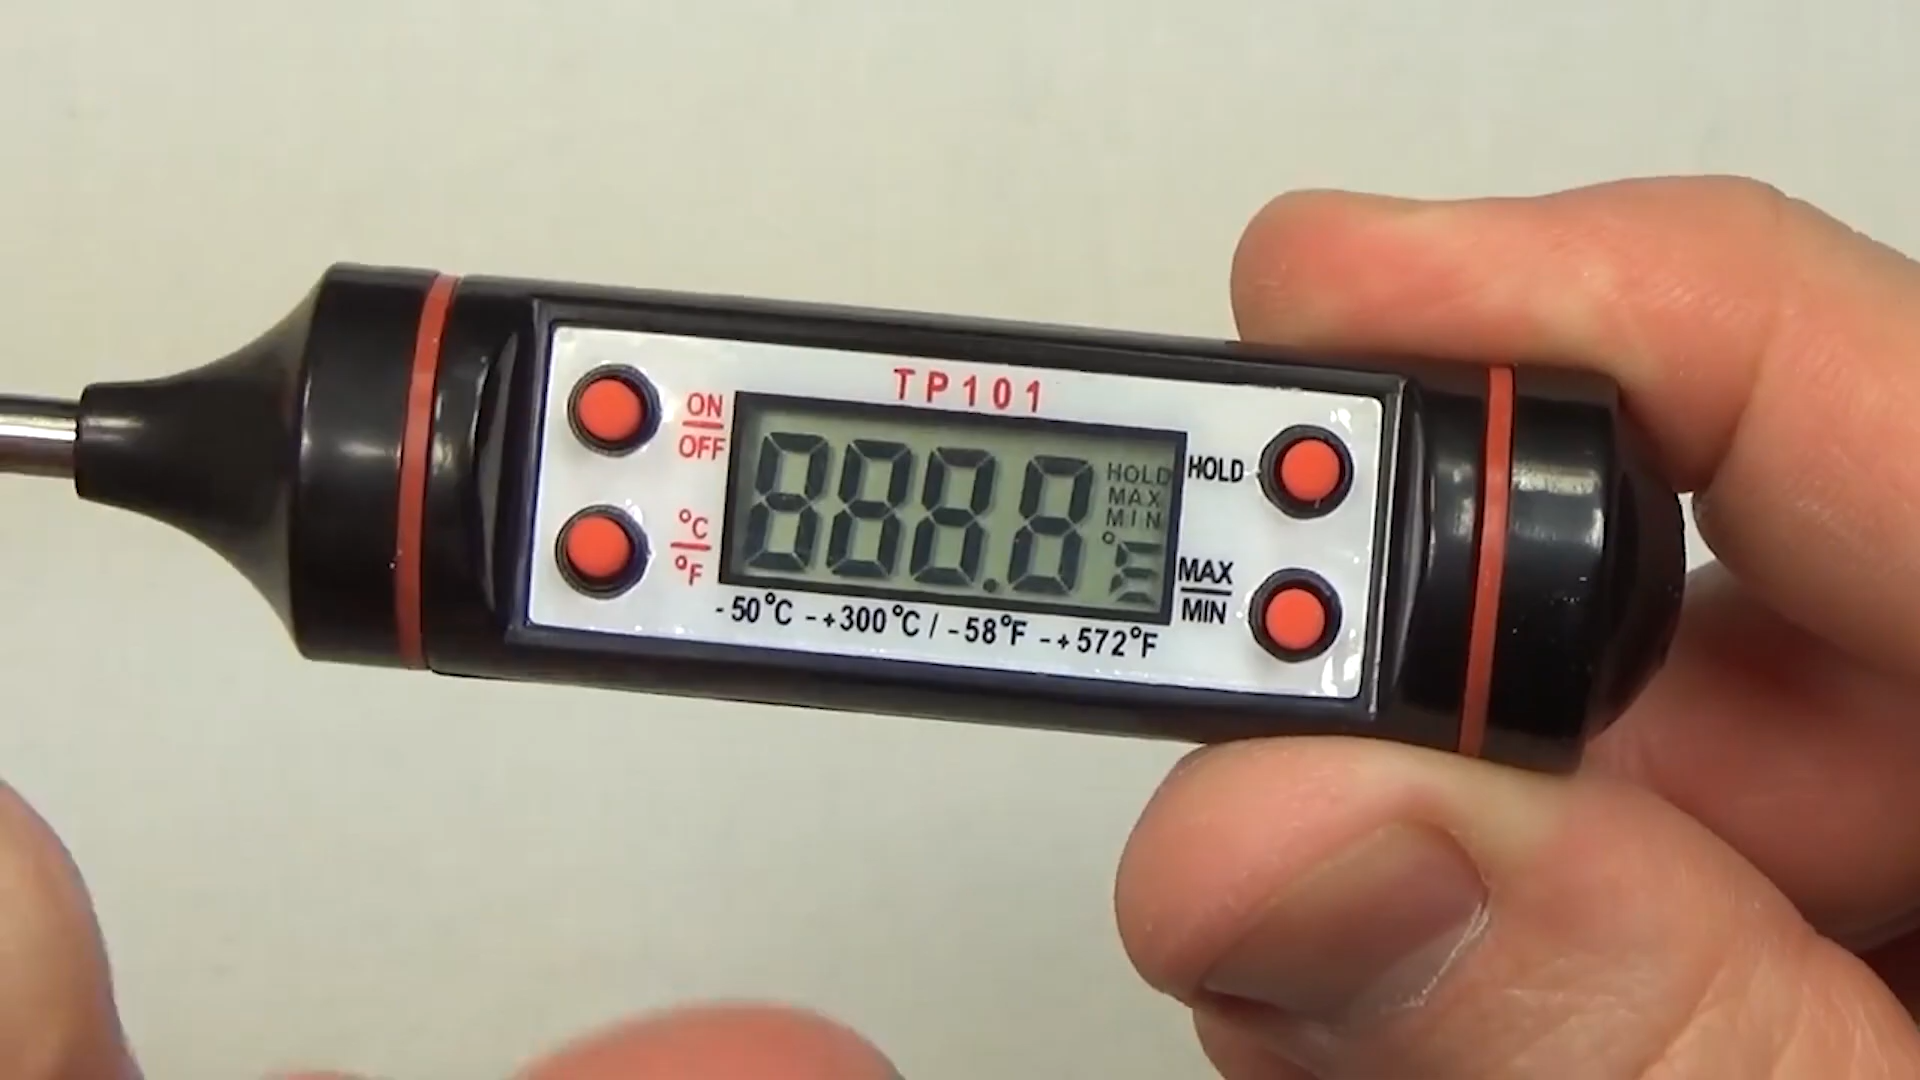 TP101
ON
OFF
°C
°F
888.8
HOLD
MAX
MIN
°
HOLD
MAX
MIN
-50°C -+300°C / -58°F -+572°F